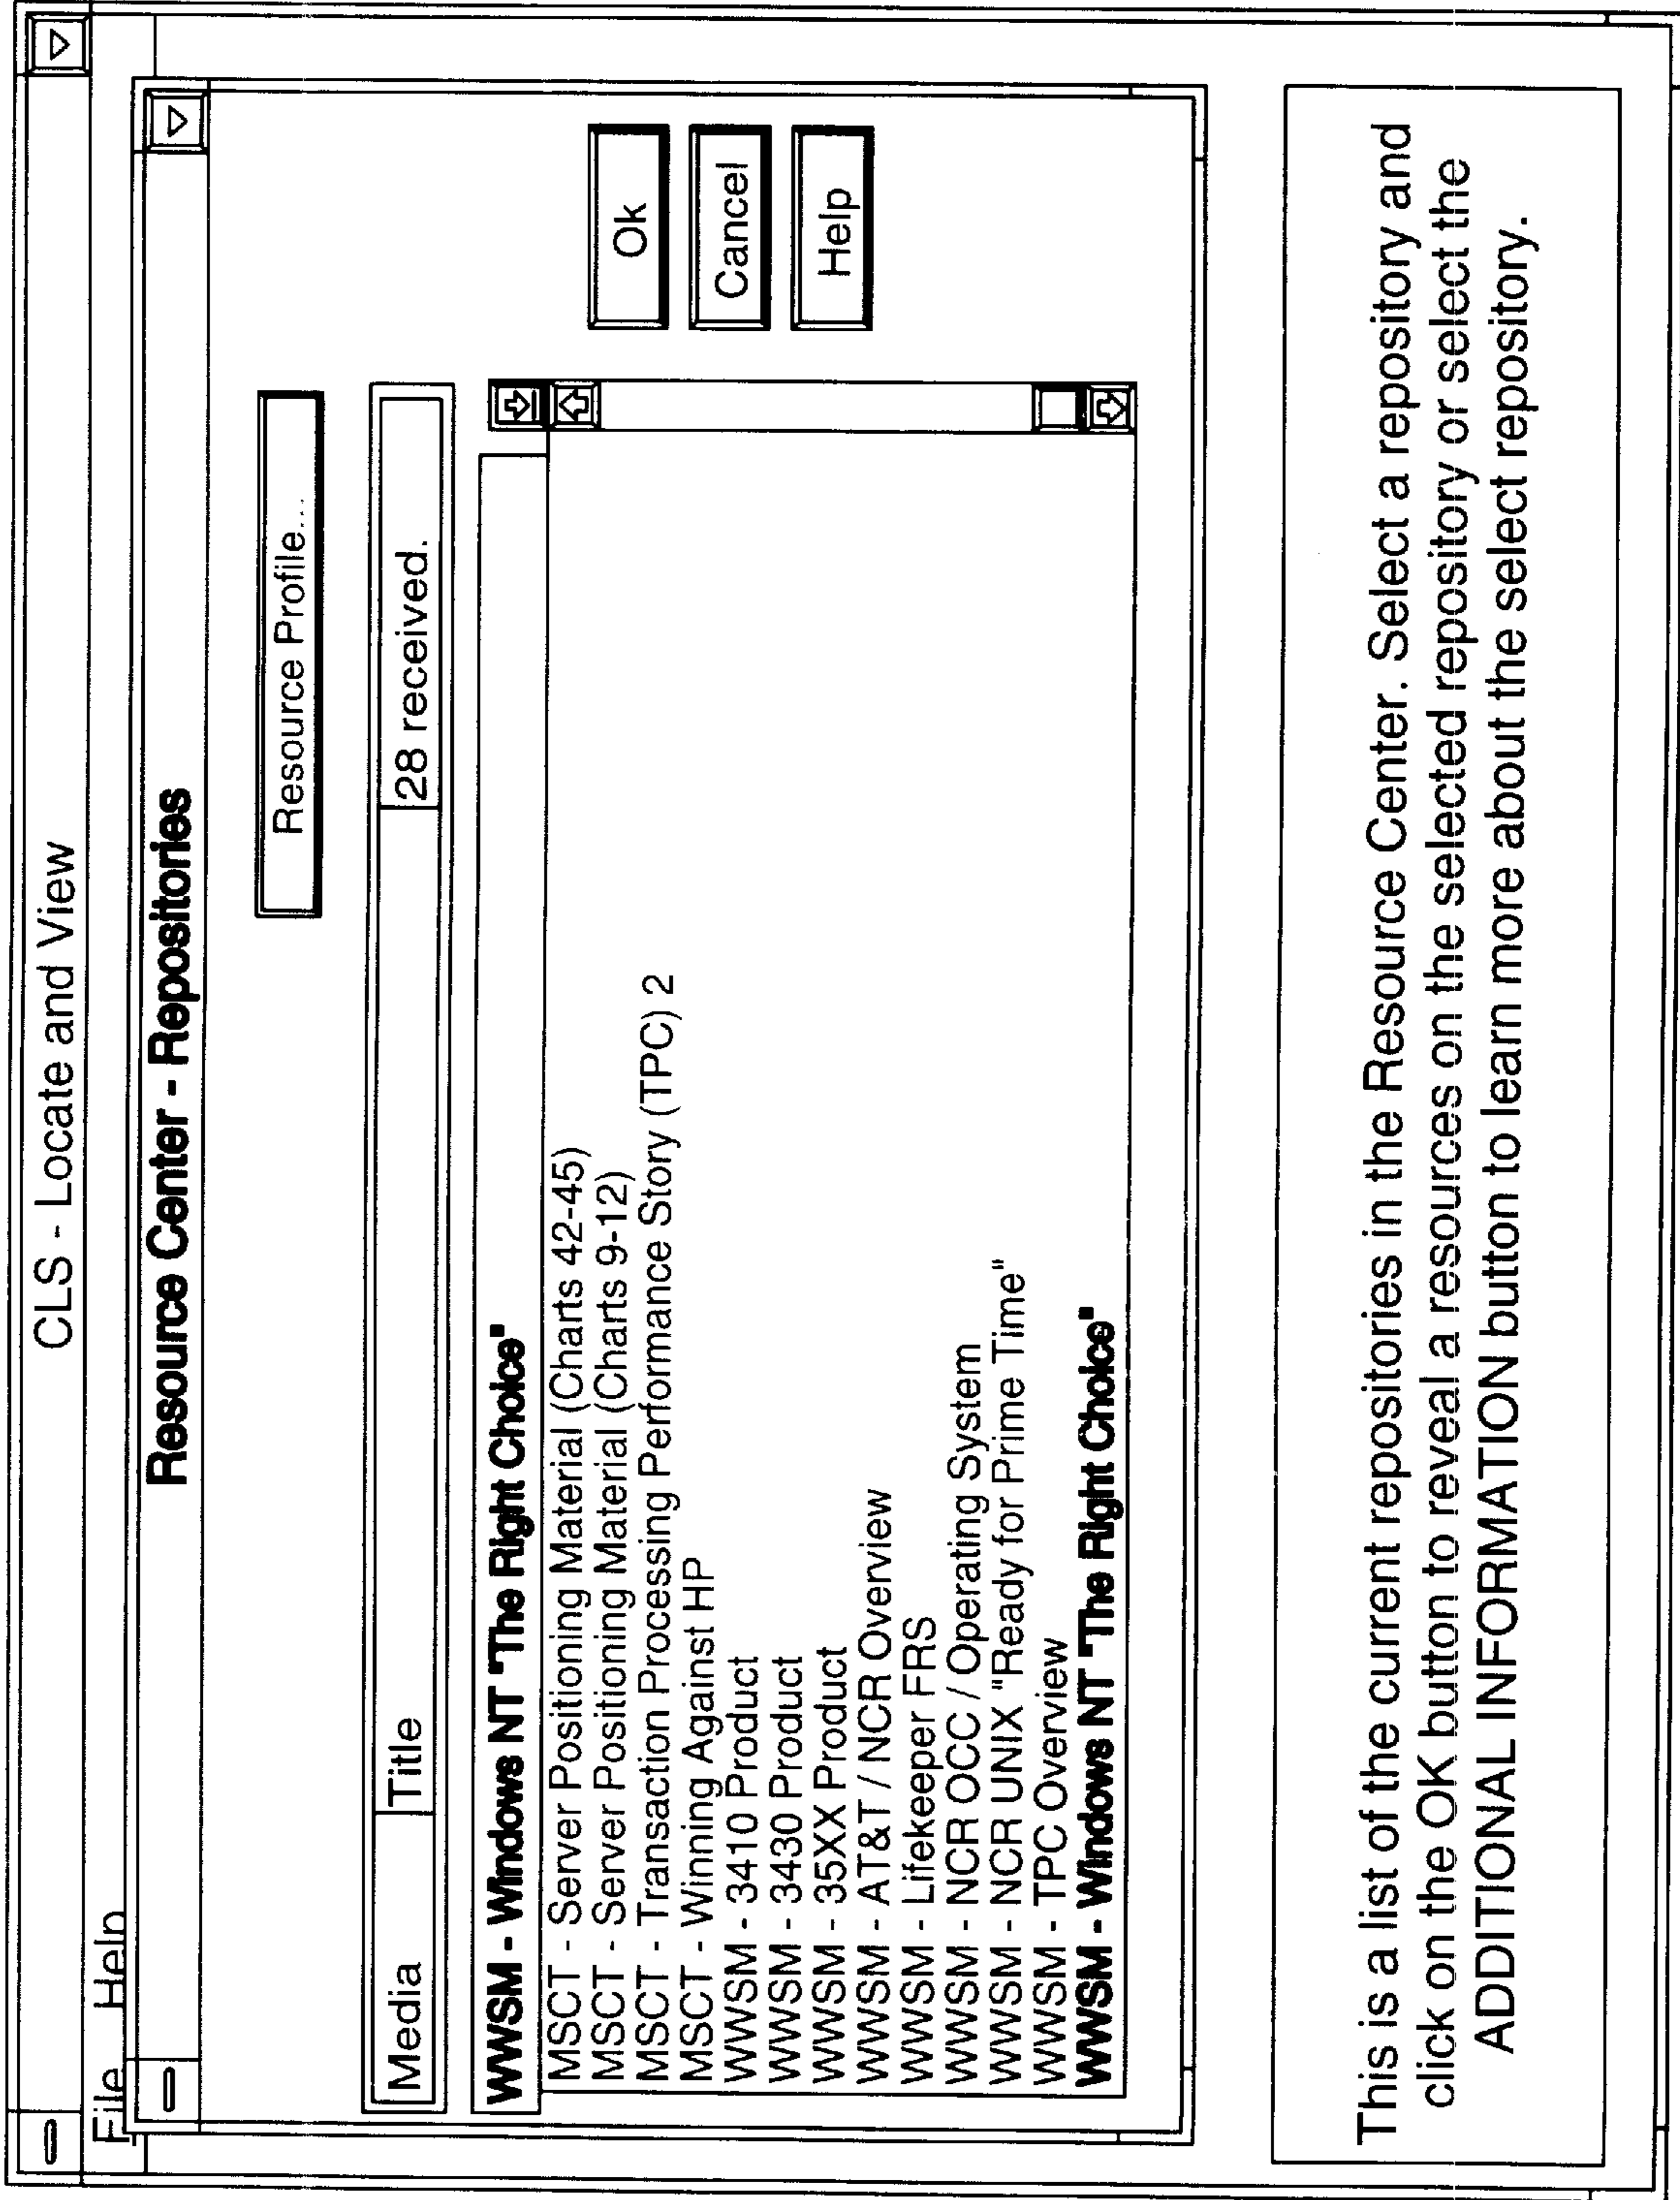 CLS - Locate and View
File Help
Resource Center - Repositories
Resource Profile...
Media Title 28 received.
WWSM - Windows NT "The Right Choice"
MSCT - Server Positioning Material (Charts 42-45)
MSCT - Server Positioning Material (Charts 9-12)
MSCT - Transaction Processing Performance Story (TPC) 2
MSCT - Winning Against HP
WWSM - 3410 Product
WWSM - 3430 Product
WWSM - 35XX Product
WWSM - AT&T / NCR Overview
WWSM - Lifekeeper FRS
WWSM - NCR OCC / Operating System
WWSM - NCR UNIX "Ready for Prime Time"
WWSM - TPC Overview
WWSM - Windows NT "The Right Choice"
Ok
Cancel
Help
This is a list of the current repositories in the Resource Center. Select a repository and
click on the OK button to reveal a resources on the selected repository or select the
ADDITIONAL INFORMATION button to learn more about the select repository.